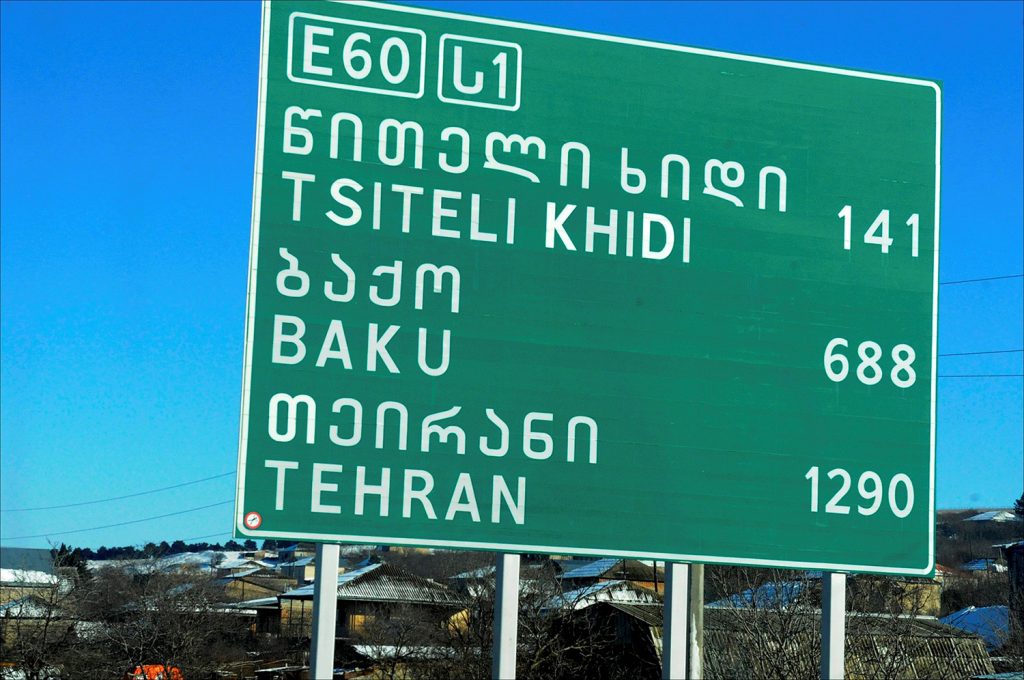 E60 ს1
წითელი ხიდი
TSITELI KHIDI 141
ბაქო
BAKU 688
თეირანი
TEHRAN 1290